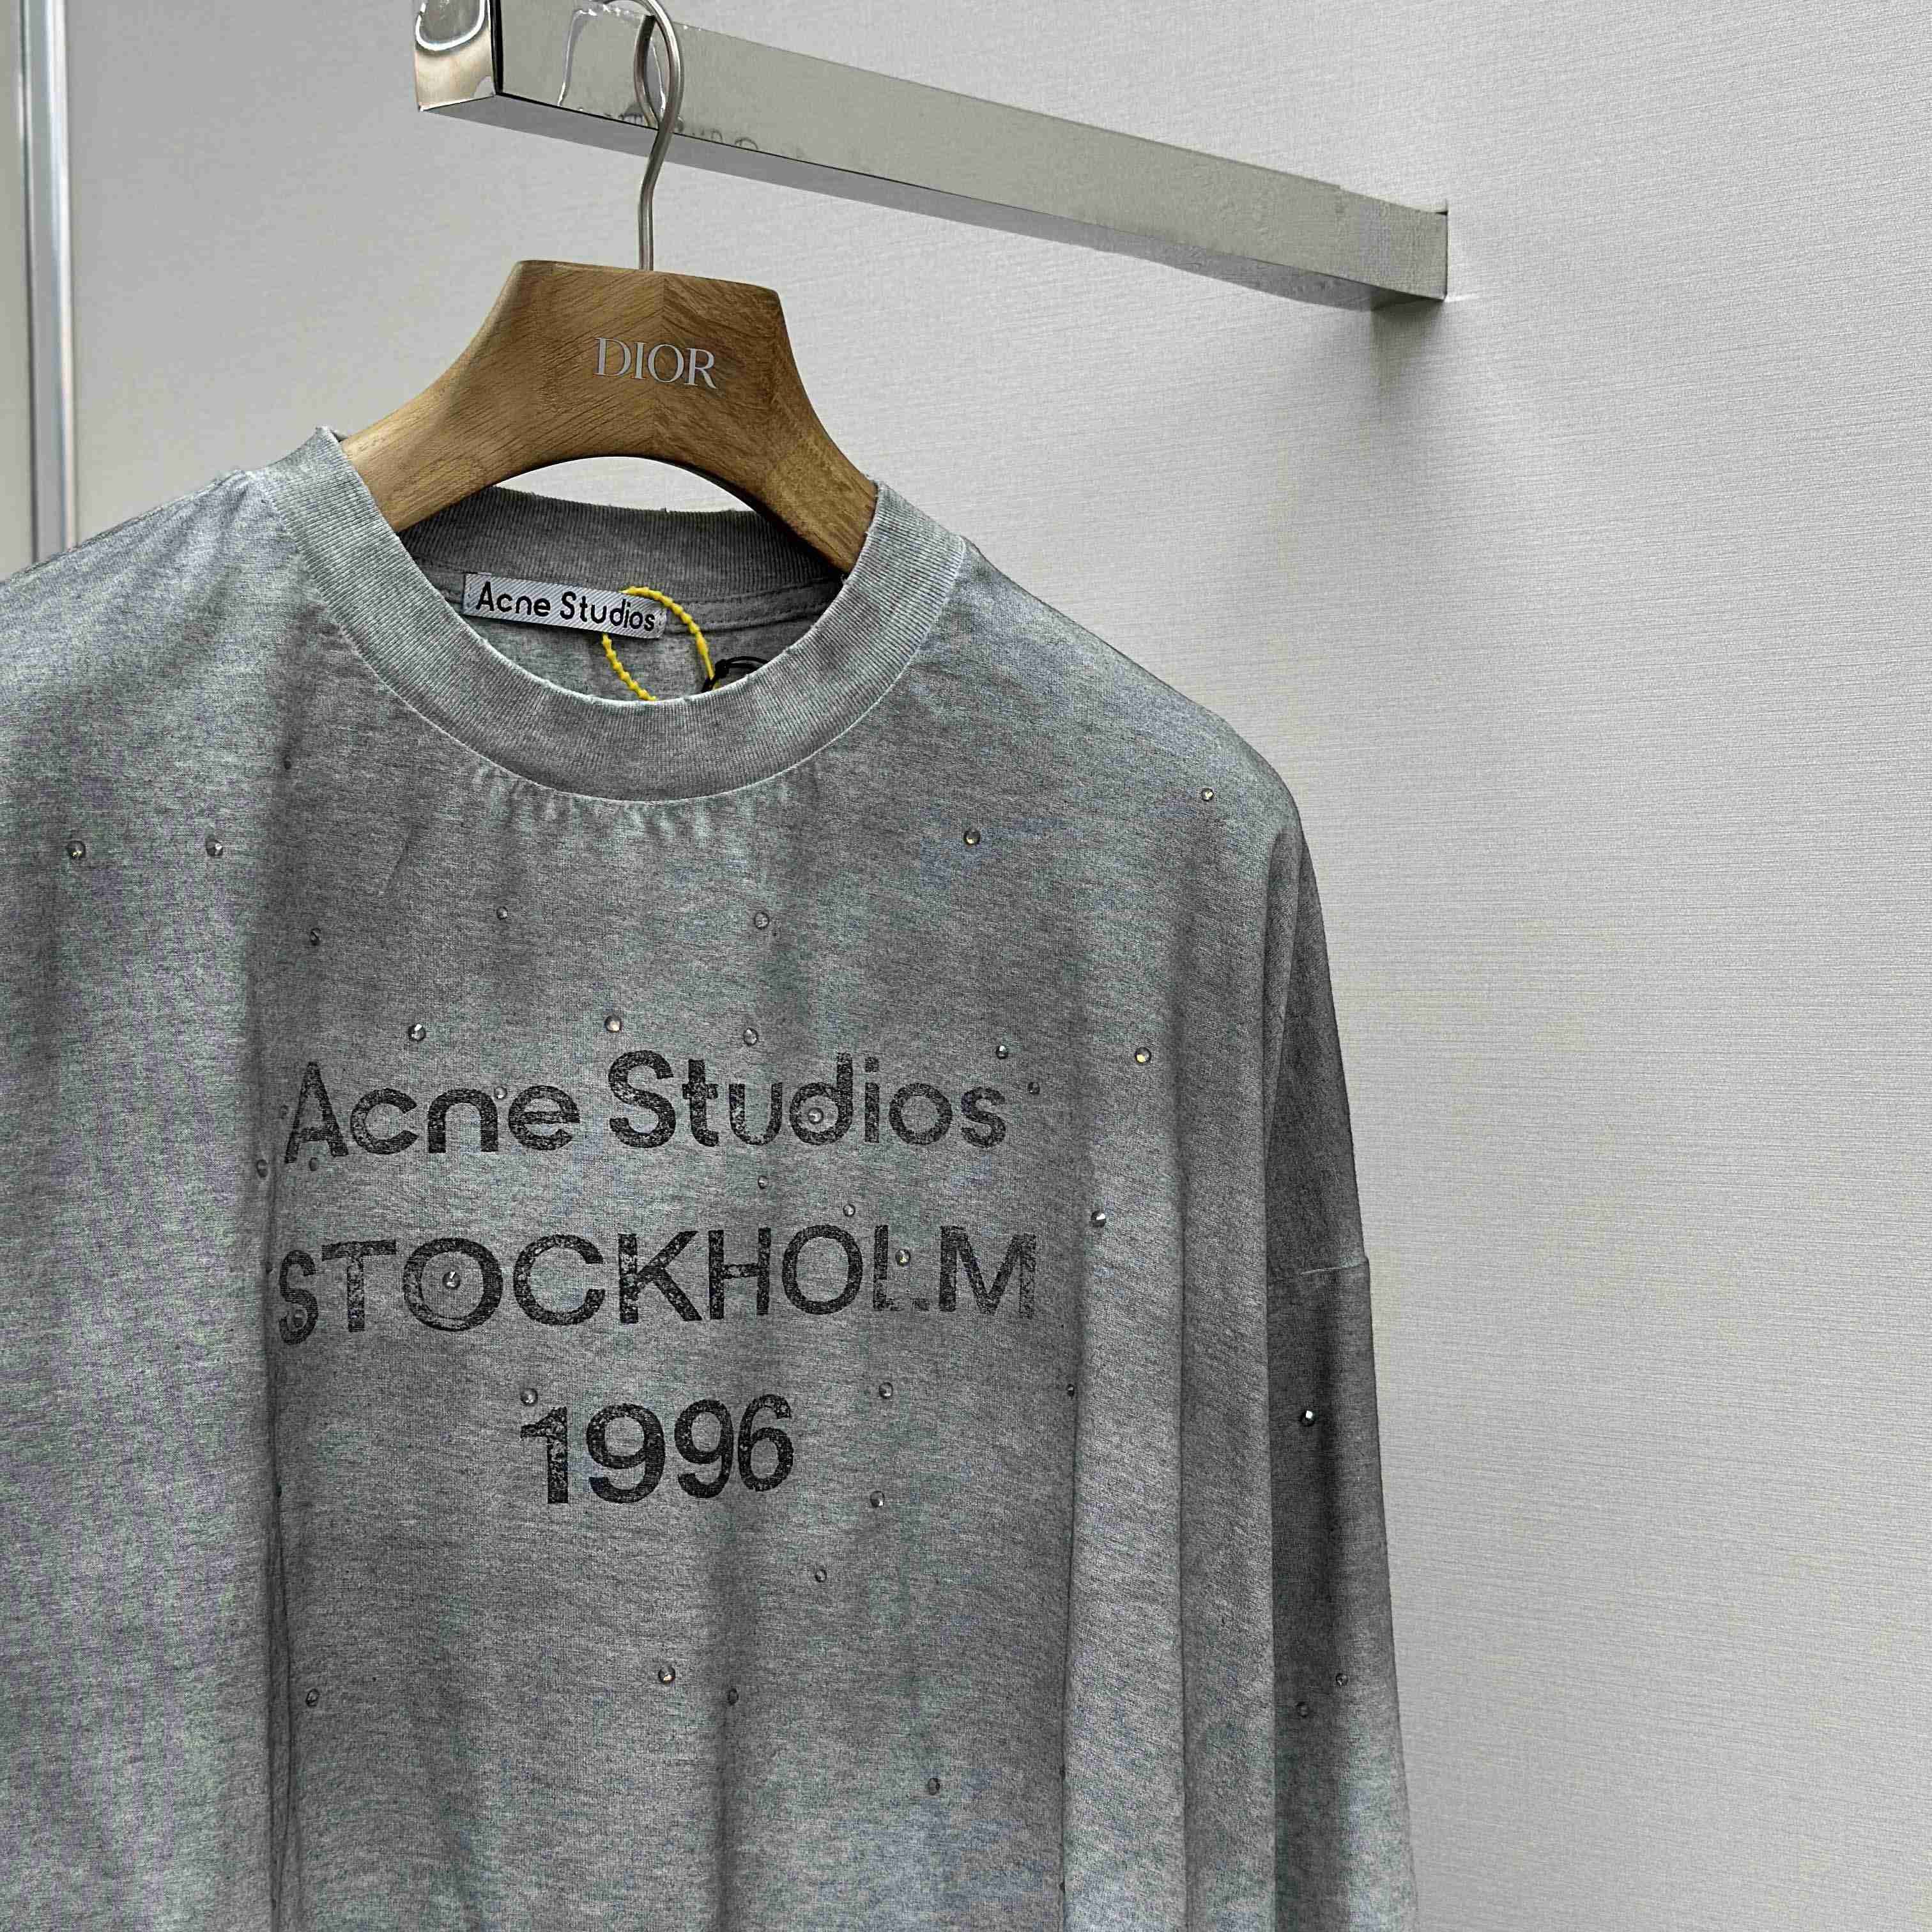 DIOR
Acne Studios
Acne Studios
STOCKHOLM
1996